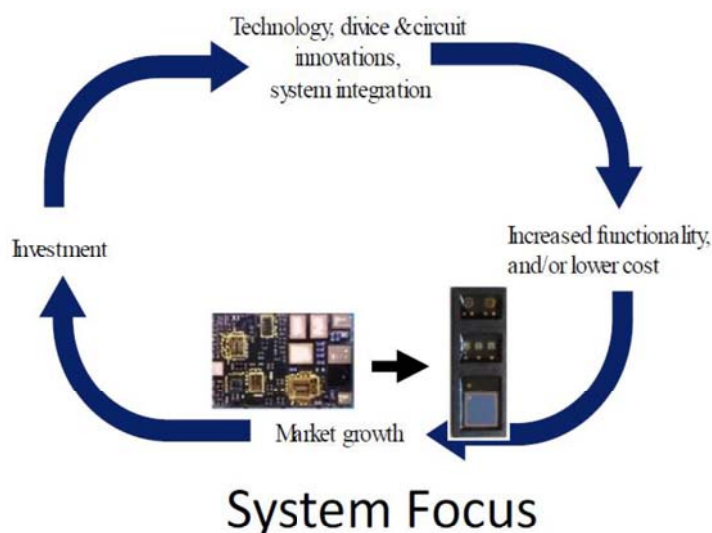 Technology, divice & circuit
innovations,
system integration
Increased functionality,
and/or lower cost
Market growth
Investment
System Focus